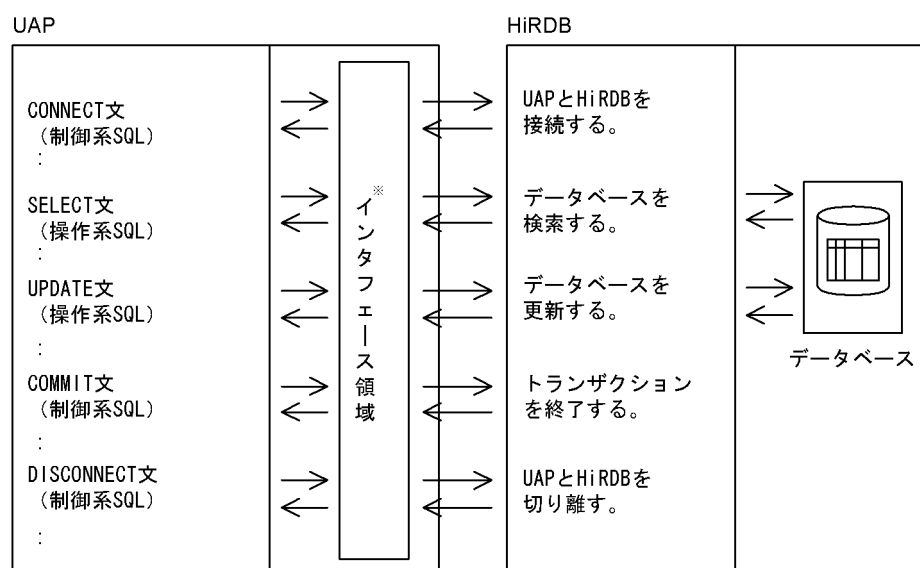 UAP
HiRDB
CONNECT文
(制御系SQL)
:
UAPとHiRDBを
接続する。
SELECT文
(操作系SQL)
:
データベースを
検索する。
UPDATE文
(操作系SQL)
:
データベースを
更新する。
COMMIT文
(制御系SQL)
:
トランザクション
を終了する。
DISCONNECT文
(制御系SQL)
:
UAPとHiRDBを
切り離す。
※
インタフェース領域
データベース